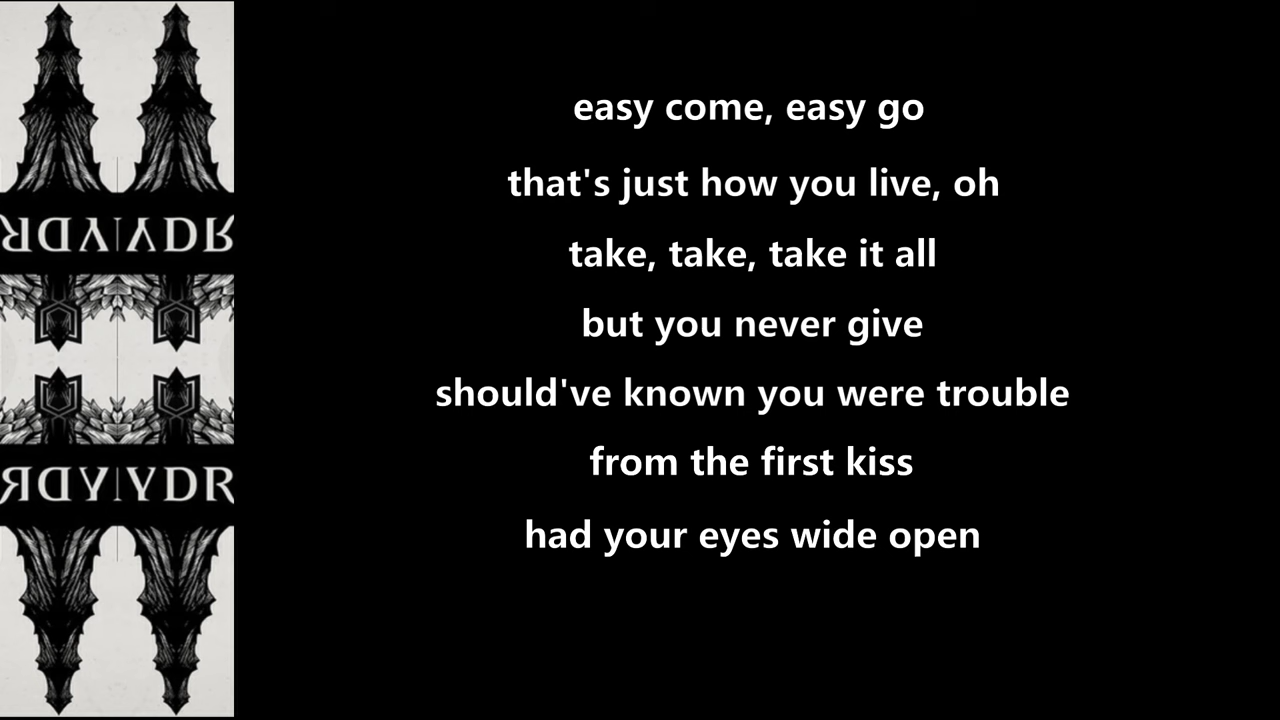 easy come, easy go
that's just how you live, oh
take, take, take it all
but you never give
should've known you were trouble
from the first kiss
had your eyes wide open
YDR